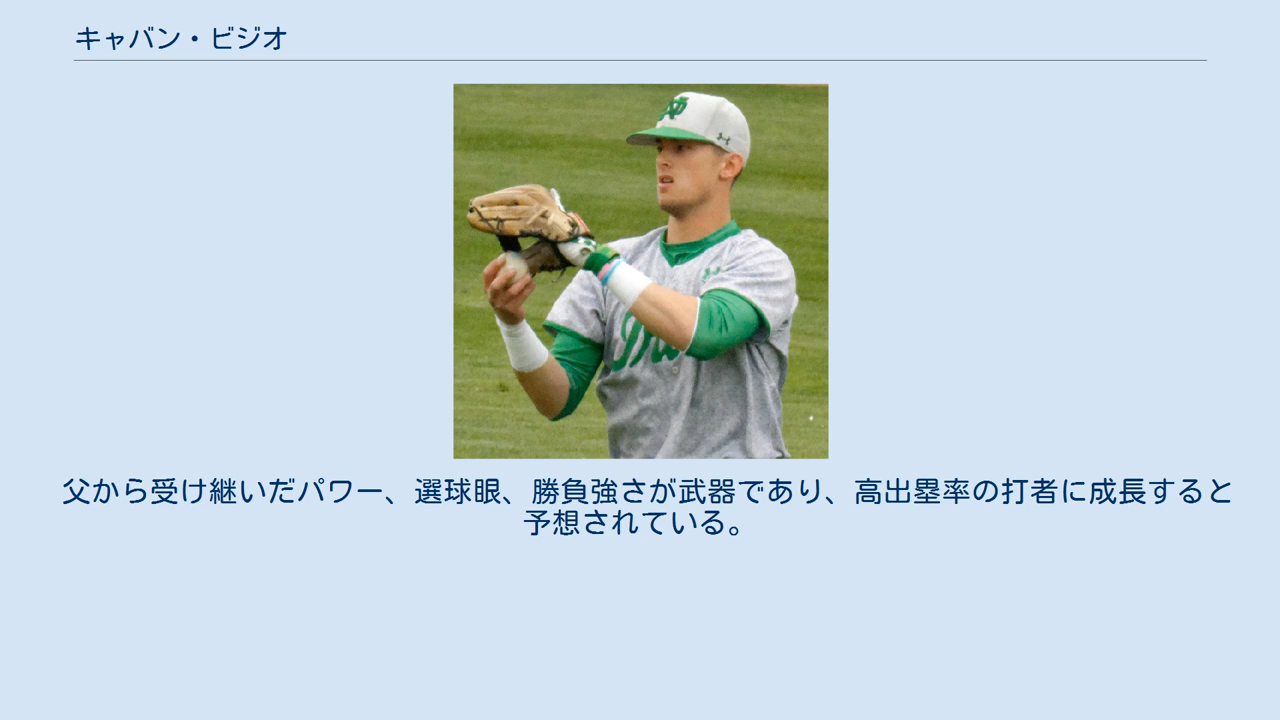 キャバン・ビジオ
父から受け継いだパワー、選球眼、勝負強さが武器であり、高出塁率の打者に成長すると
予想されている。